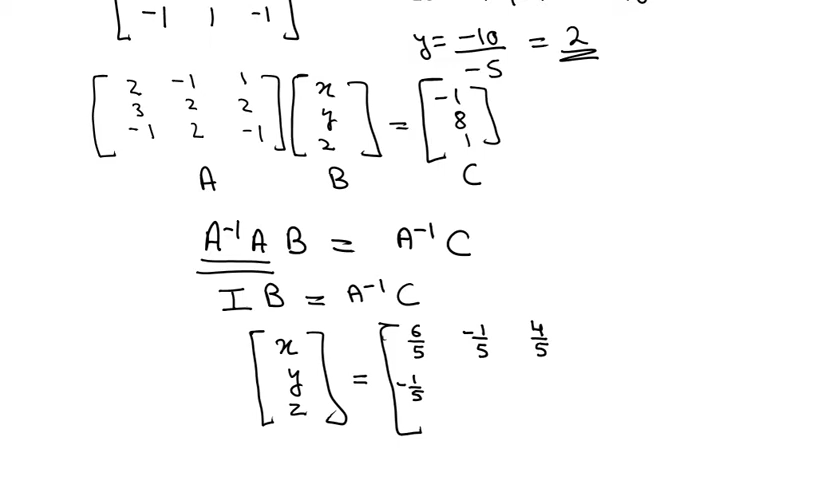 -1 1 -1
y = -10/-5 = 2
[2 -1 1] [x] = [-1]
[3 2 2] [y] [8]
[-1 2 -1] [z] [1]
A B C
A⁻¹ A B = A⁻¹ C
I B = A⁻¹ C
[x] = [6/5 -1/5 4/5
[y] -1/5
[z]